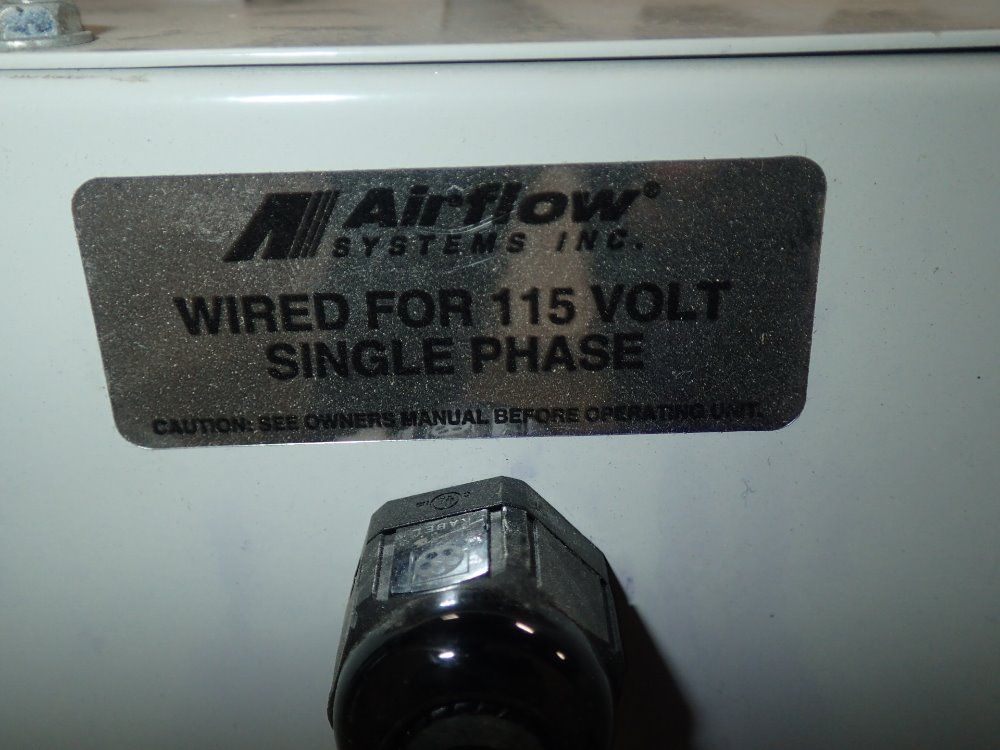 Airflow®
SYSTEMS INC.
WIRED FOR 115 VOLT
SINGLE PHASE
CAUTION: SEE OWNERS MANUAL BEFORE OPERATING UNIT.